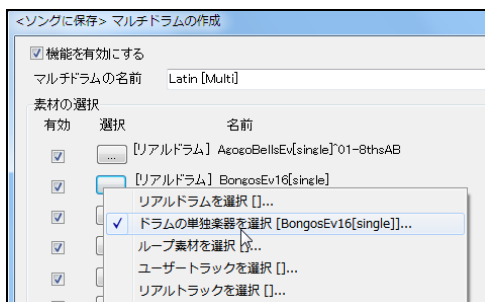 <ソングに保存> マルチドラムの作成
機能を有効にする
マルチドラムの名前 Latin [Multi]
素材の選択
有効 選択 名前
... [リアルドラム] AgogoBellsEv[single]^01-8thsAB
[リアルドラム] BongosEv16[single]
リアルドラムを選択 []...
✓ ドラムの単独楽器を選択 [BongosEv16[single]]...
ループ素材を選択 []...
ユーザートラックを選択 []...
リアルトラックを選択 []...